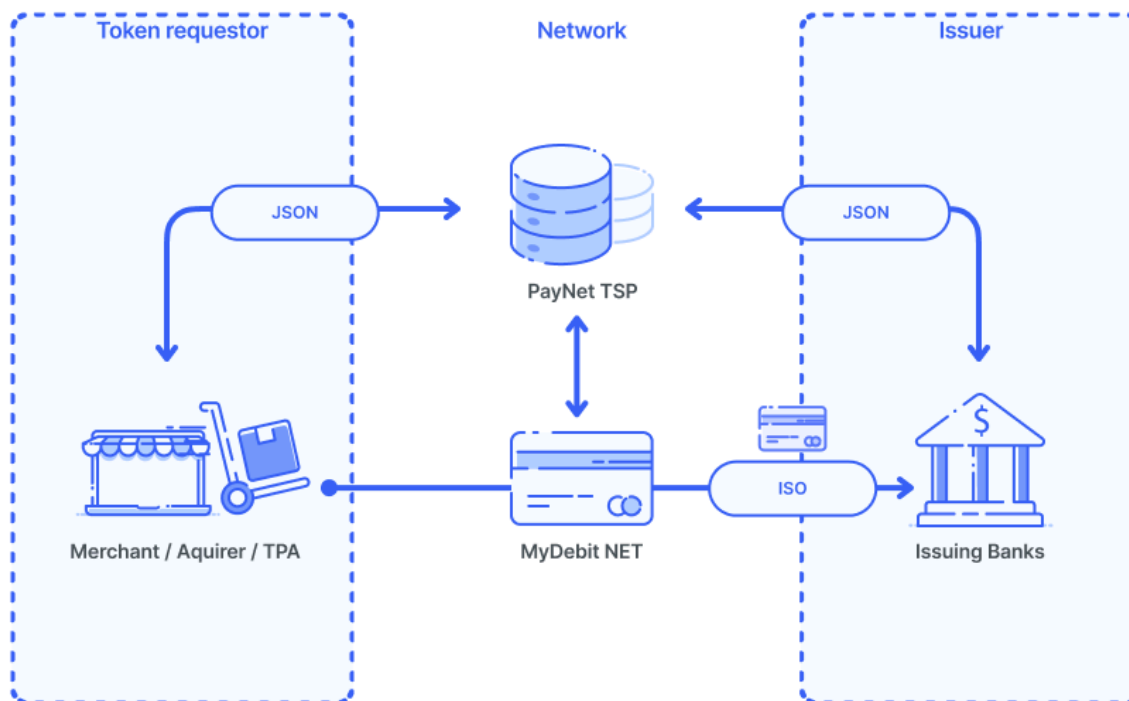 Token requestor
Network
Issuer
JSON
JSON
PayNet TSP
$
ISO
Merchant / Aquirer / TPA
MyDebit NET
Issuing Banks